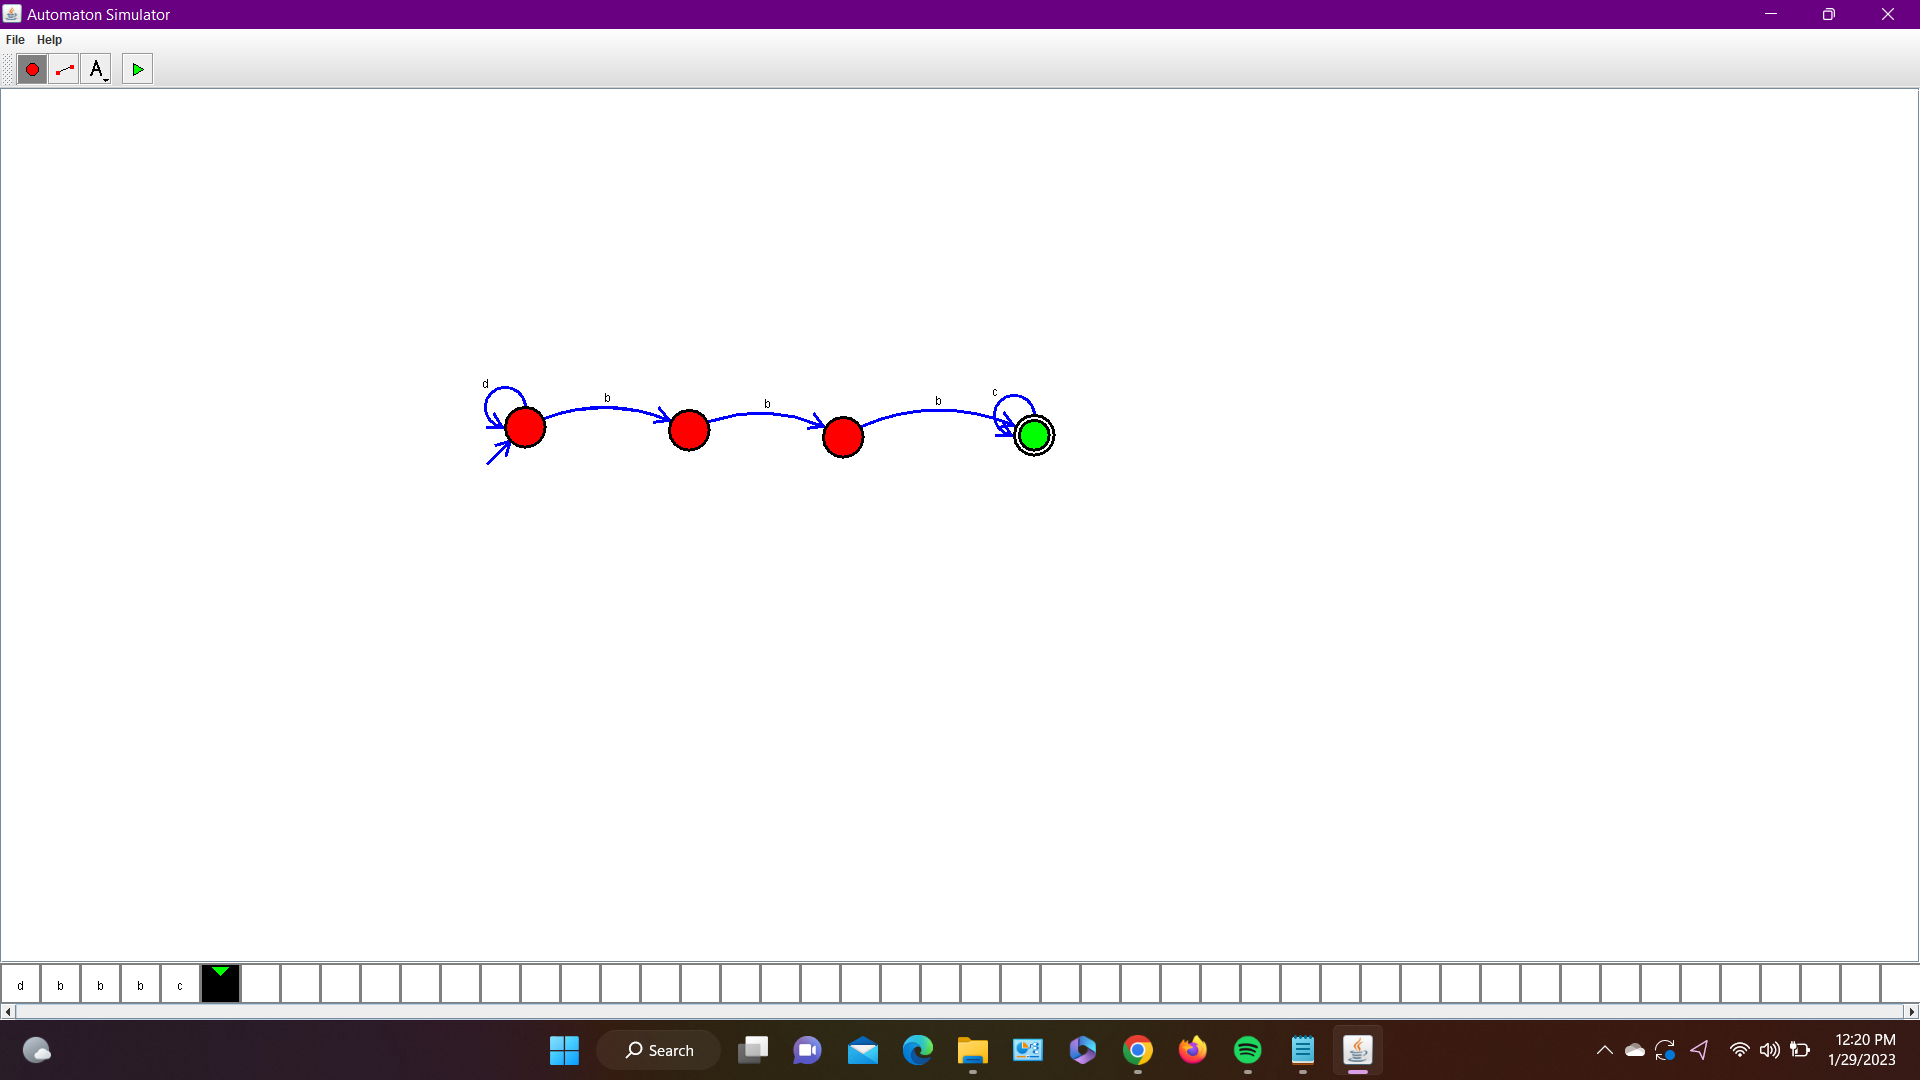 Automaton Simulator
File Help
A
d
b
b
b
c
d b b b c
Search
12:20 PM
1/29/2023